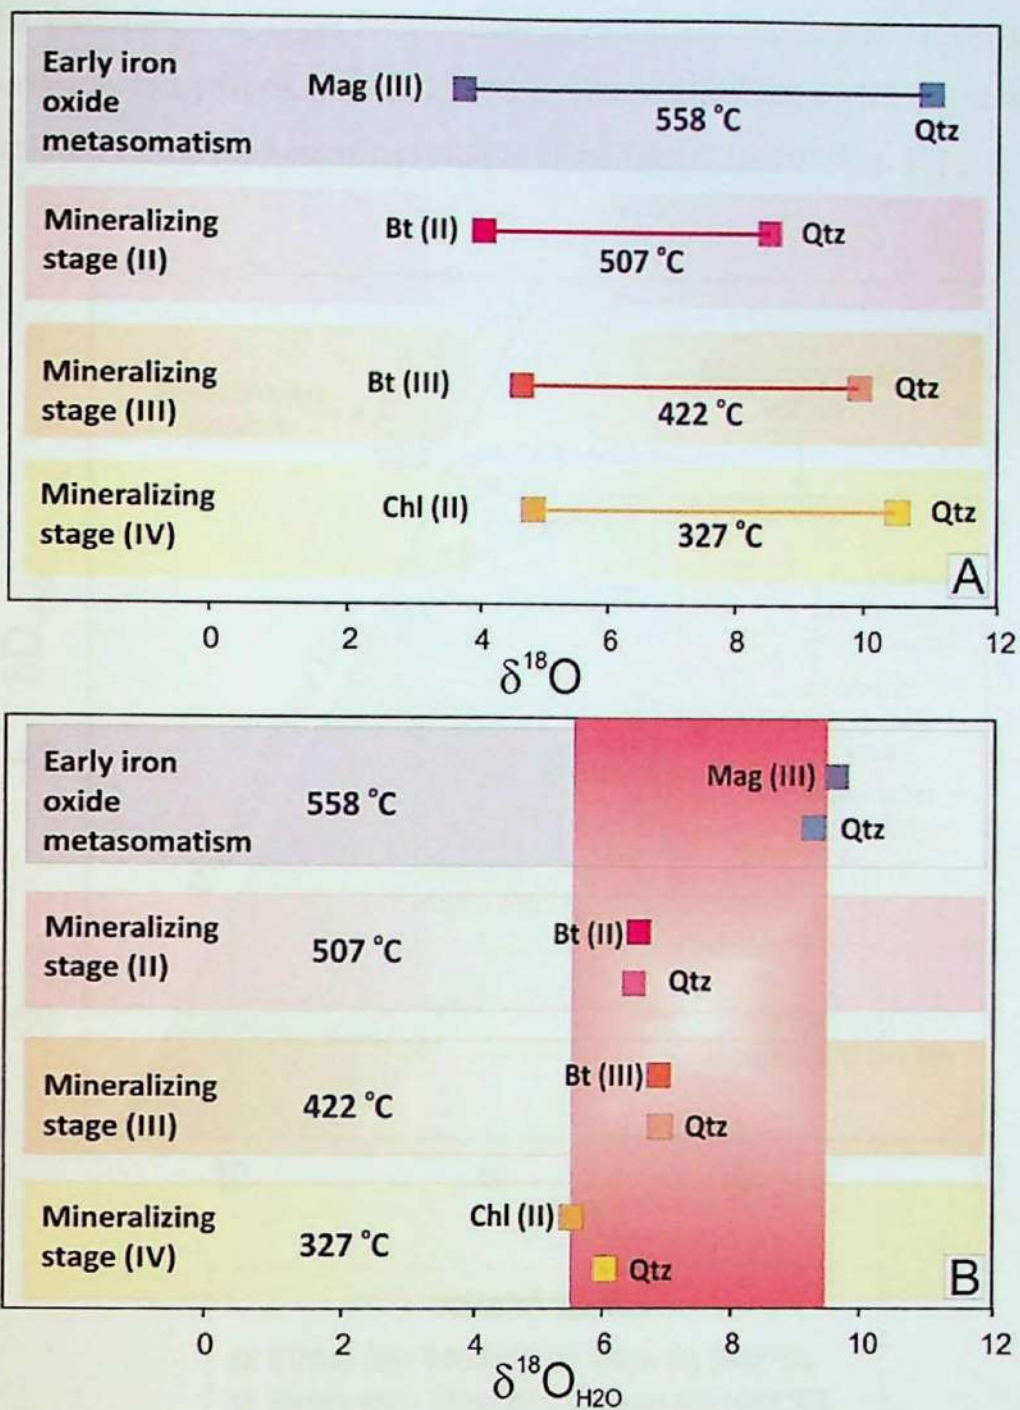 Early iron
oxide
metasomatism
Mag (III)
558 °C
Qtz
Mineralizing
stage (II)
Bt (II)
Qtz
507 °C
Mineralizing
stage (III)
Bt (III)
Qtz
422 °C
Mineralizing
stage (IV)
Chl (II)
Qtz
327 °C
A
0 2 4 6 8 10 12
δ¹⁸O
Early iron
oxide
metasomatism
558 °C
Mag (III)
Qtz
Mineralizing
stage (II)
507 °C
Bt (II)
Qtz
Mineralizing
stage (III)
422 °C
Bt (III)
Qtz
Mineralizing
stage (IV)
327 °C
Chl (II)
Qtz
B
0 2 4 6 8 10 12
δ¹⁸O H2O